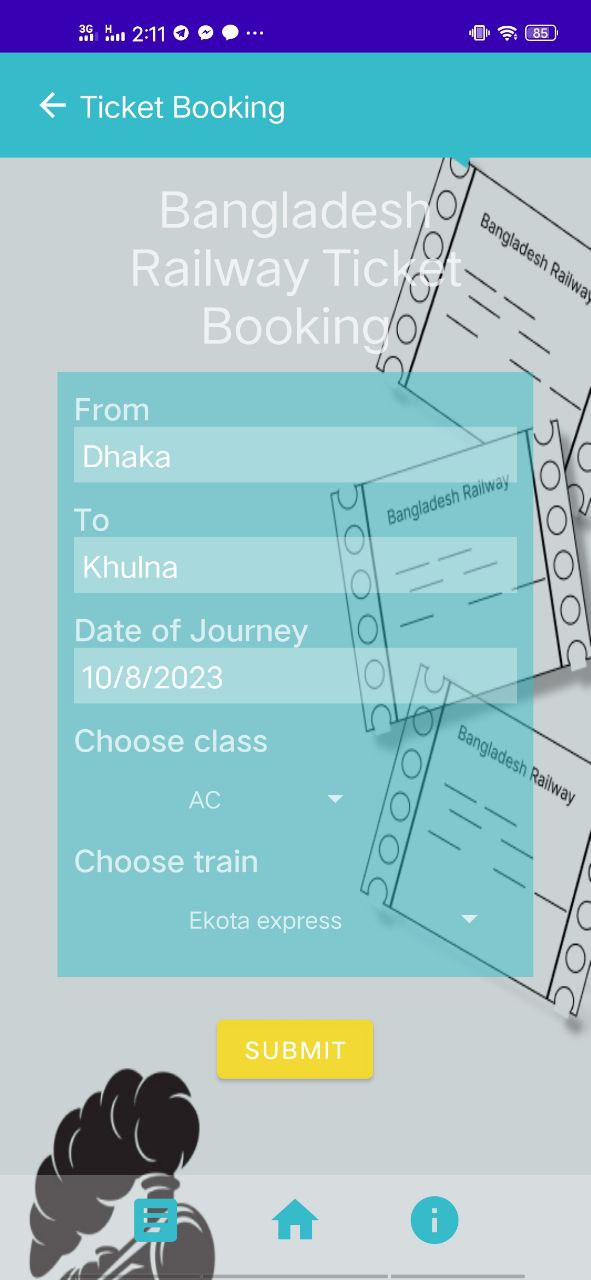 3G H 2:11 85
Ticket Booking
Bangladesh
Railway Ticket
Booking
Bangladesh Railway
From
Dhaka
Bangladesh Railway
To
Khulna
Date of Journey
10/8/2023
Choose class
Bangladesh Railway
AC
Choose train
Ekota express
SUBMIT